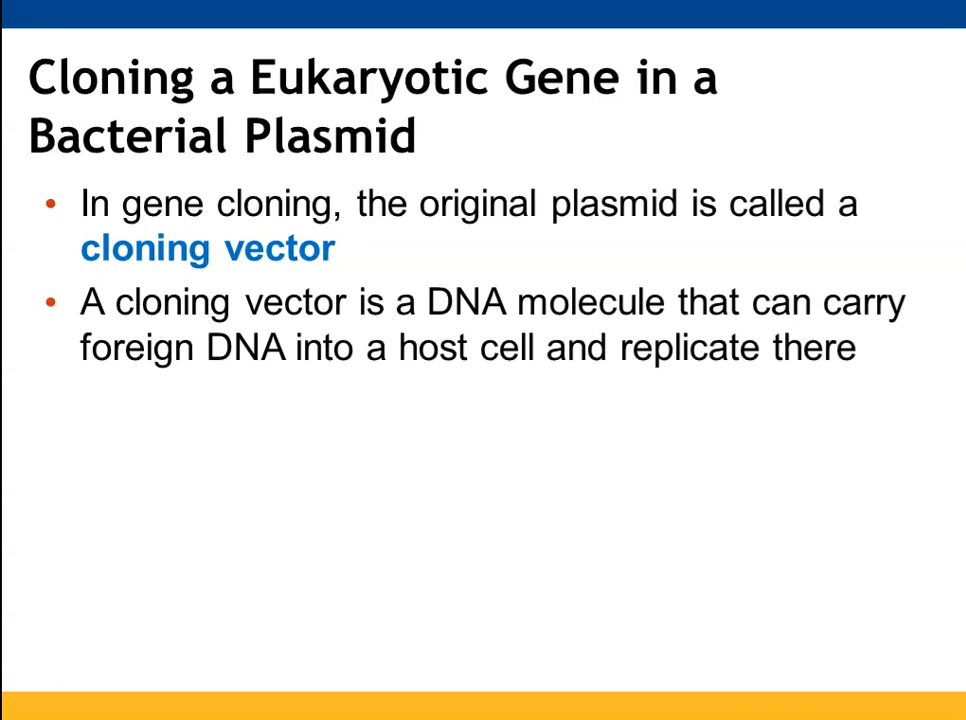 Cloning a Eukaryotic Gene in a
Bacterial Plasmid
• In gene cloning, the original plasmid is called a
cloning vector
• A cloning vector is a DNA molecule that can carry
foreign DNA into a host cell and replicate there